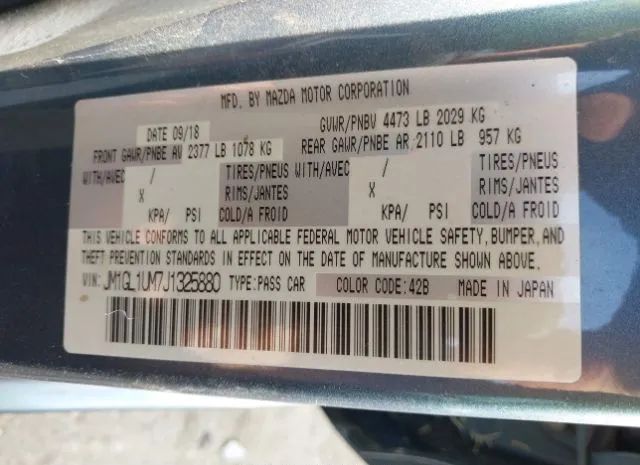 MFD. BY MAZDA MOTOR CORPORATION
DATE 09/18 GVWR/PNBV 4473 LB 2029 KG
FRONT GAWR/PNBE AV 2377 LB 1078 KG REAR GAWR/PNBE AR 2110 LB 957 KG
WITH/AVEC / TIRES/PNEUS WITH/AVEC / TIRES/PNEUS
X RIMS/JANTES X RIMS/JANTES
KPA/ PSI COLD/A FROID KPA/ PSI COLD/A FROID
THIS VEHICLE CONFORMS TO ALL APPLICABLE FEDERAL MOTOR VEHICLE SAFETY, BUMPER, AND
THEFT PREVENTION STANDARDS IN EFFECT ON THE DATE OF MANUFACTURE SHOWN ABOVE.
VIN: JM1GL1UM7J1325880 TYPE:PASS CAR COLOR CODE:42B MADE IN JAPAN